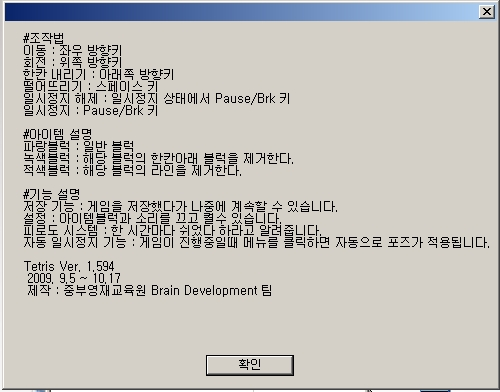 #조작법
이동 : 좌우 방향키
회전 : 위쪽 방향키
한칸 내리기 : 아래쪽 방향키
떨어뜨리기 : 스페이스 키
일시정지 해제 : 일시정지 상태에서 Pause/Brk 키
일시정지 : Pause/Brk 키
#아이템 설명
파랑블럭 : 일반 블럭
녹색블럭 : 해당 블럭의 한칸아래 블럭을 제거한다.
적색블럭 : 해당 블럭의 라인을 제거한다.
#기능 설명
저장 기능 : 게임을 저장했다가 나중에 계속할 수 있습니다.
설정 : 아이템블럭과 소리를 끄고 켤수 있습니다.
피로도 시스템 : 한 시간마다 쉬었다 하라고 알려줍니다.
자동 일시정지 기능 : 게임이 진행중일때 메뉴를 클릭하면 자동으로 포즈가 적용됩니다.
Tetris Ver. 1.594
2009. 9.5 ~ 10.17
제작 : 중부영재교육원 Brain Development 팀
확인